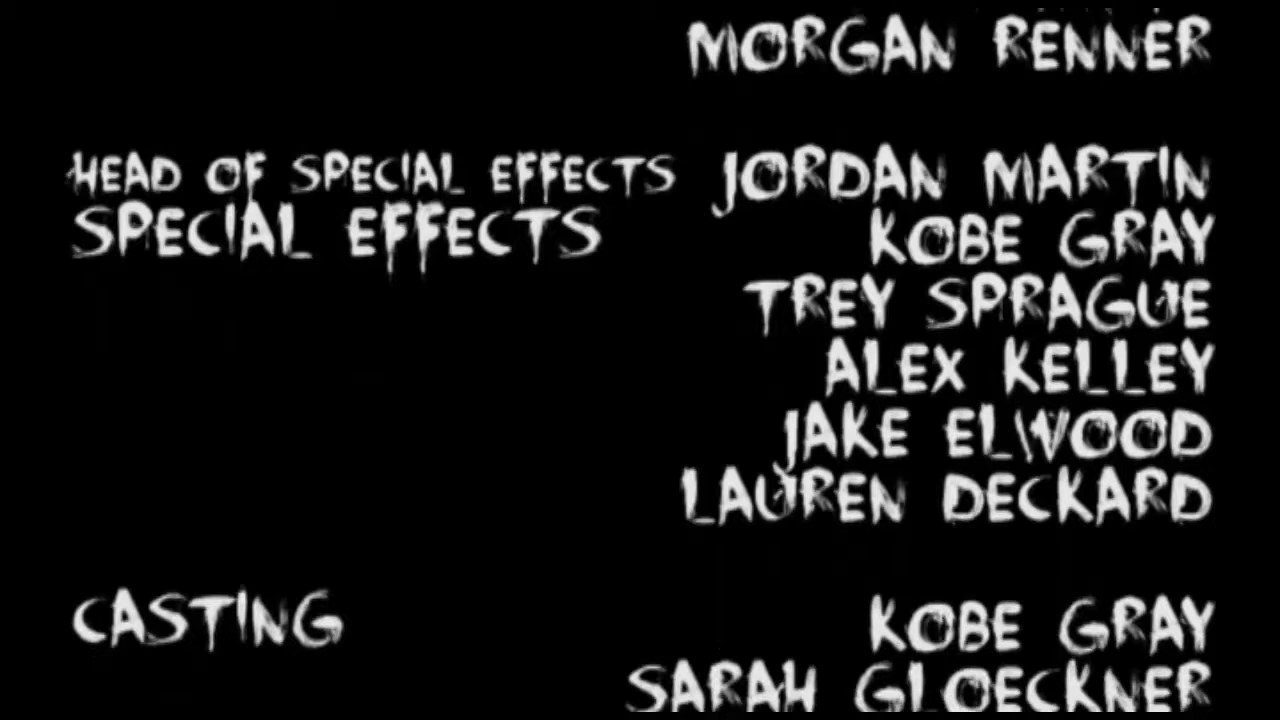 MORGAN RENNER
HEAD OF SPECIAL EFFECTS JORDAN MARTIN
SPECIAL EFFECTS KOBE GRAY
TREY SPRAGUE
ALEX KELLEY
JAKE ELWOOD
LAUREN DECKARD
CASTING KOBE GRAY
SARAH GLOECKNER